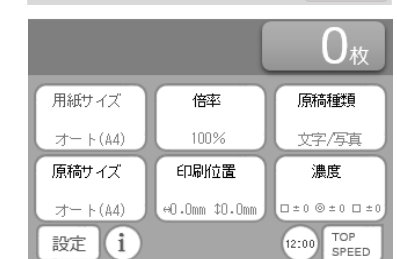 0枚
用紙サイズ 倍率 原稿種類
オート(A4) 100% 文字/写真
原稿サイズ 印刷位置 濃度
オート(A4) ⇔0.0mm ⇕0.0mm □±0 ◎±0 □±0
設定 i 12:00 TOP
SPEED